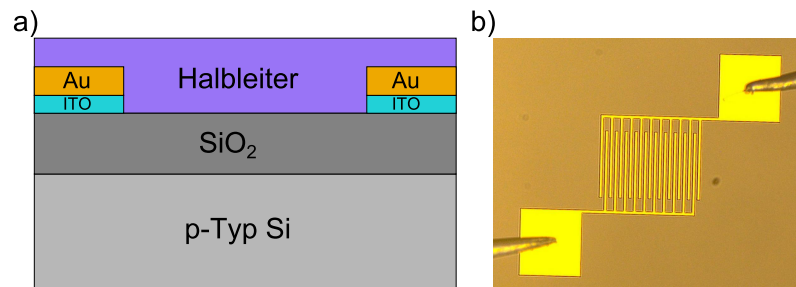 a)
b)
Au
Halbleiter
Au
ITO
ITO
SiO₂
p-Typ Si